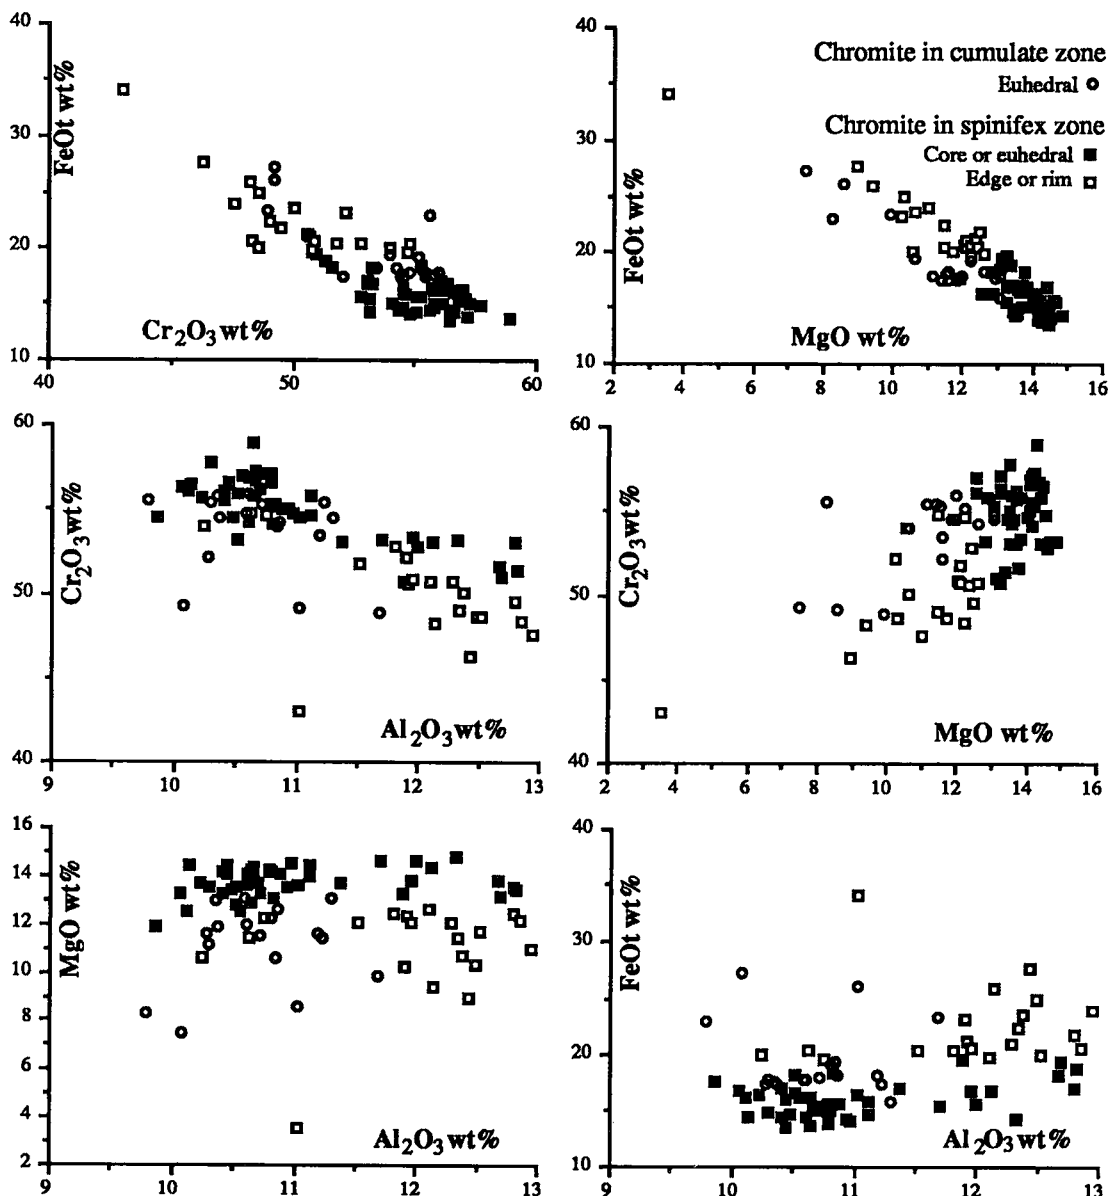 40
30
20
10
FeOt wt%
Cr2O3 wt%
40 50 60
40
30
20
10
FeOt wt%
Chromite in cumulate zone
Euhedral
Chromite in spinifex zone
Core or euhedral
Edge or rim
MgO wt%
2 4 6 8 10 12 14 16
60
50
40
Cr2O3 wt%
Al2O3 wt%
9 10 11 12 13
60
50
40
Cr2O3 wt%
MgO wt%
2 4 6 8 10 12 14 16
16
14
12
10
8
6
4
2
MgO wt%
Al2O3 wt%
9 10 11 12 13
40
30
20
10
FeOt wt%
Al2O3 wt%
9 10 11 12 13